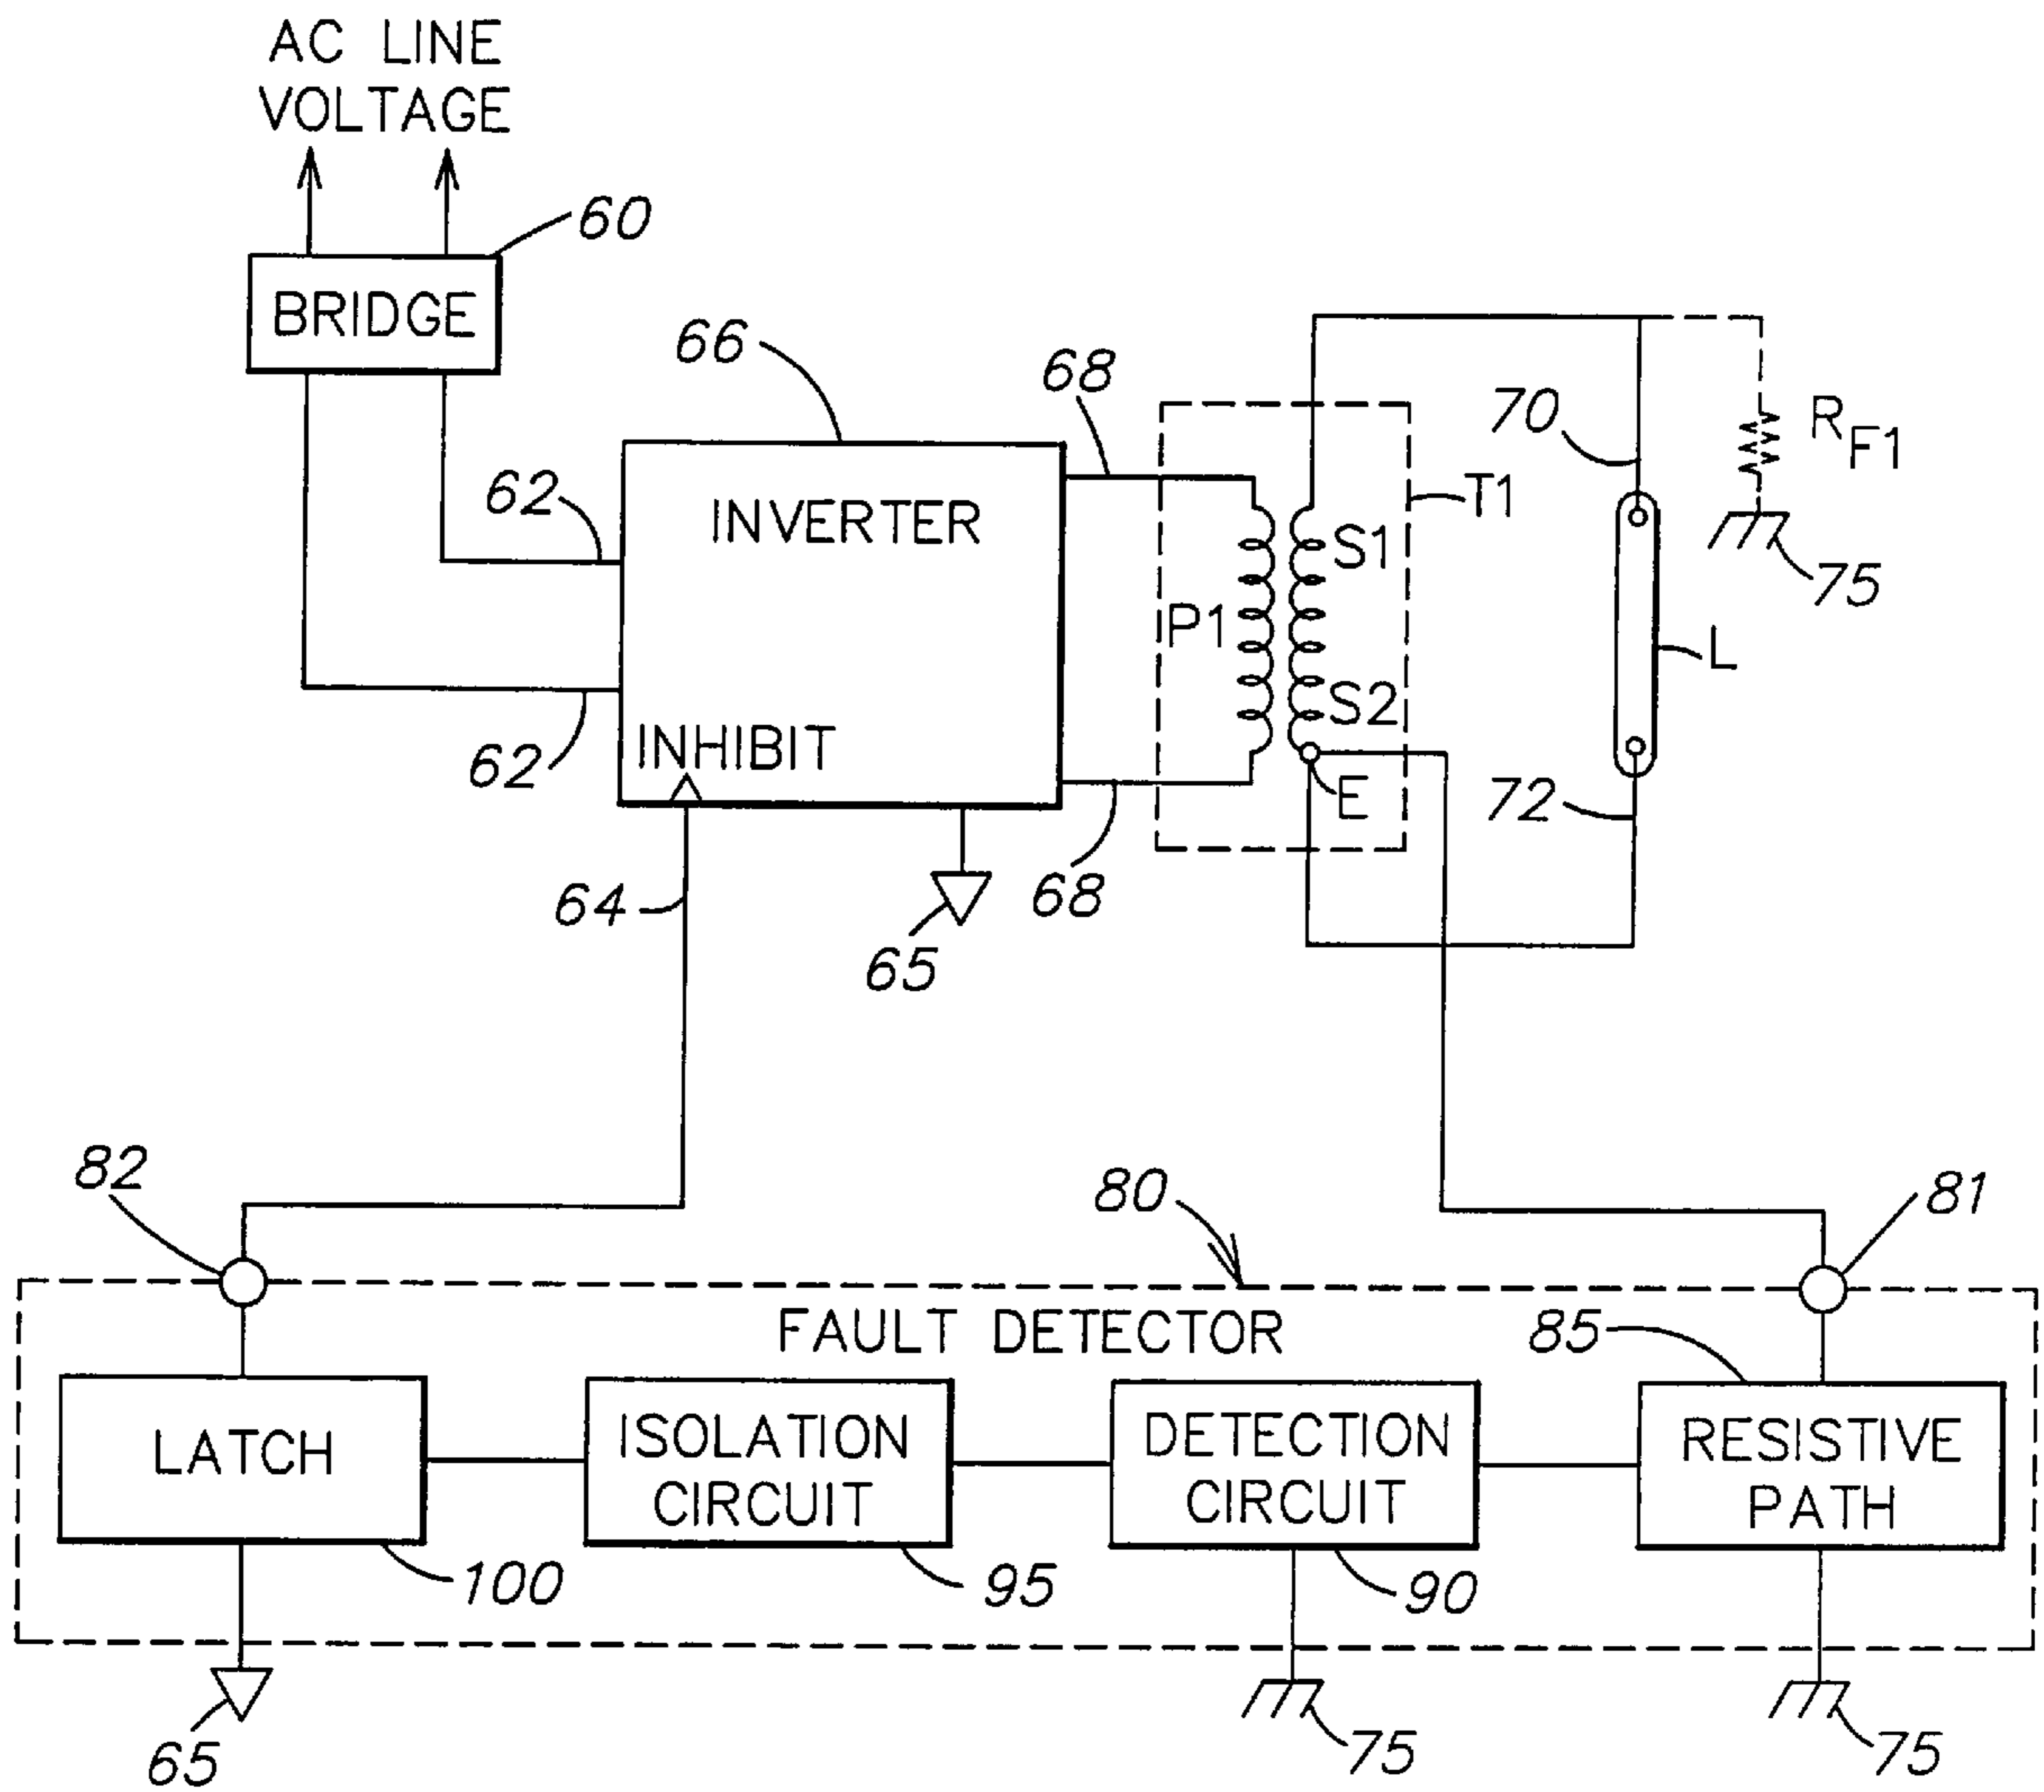 AC LINE
VOLTAGE
60
BRIDGE
66
68
70
R F1
62
INVERTER
T1
S1
75
P1
L
S2
62
INHIBIT
E
72
64
68
65
82
80
81
FAULT DETECTOR
85
LATCH
ISOLATION
CIRCUIT
DETECTION
CIRCUIT
RESISTIVE
PATH
100
95
90
65
75
75